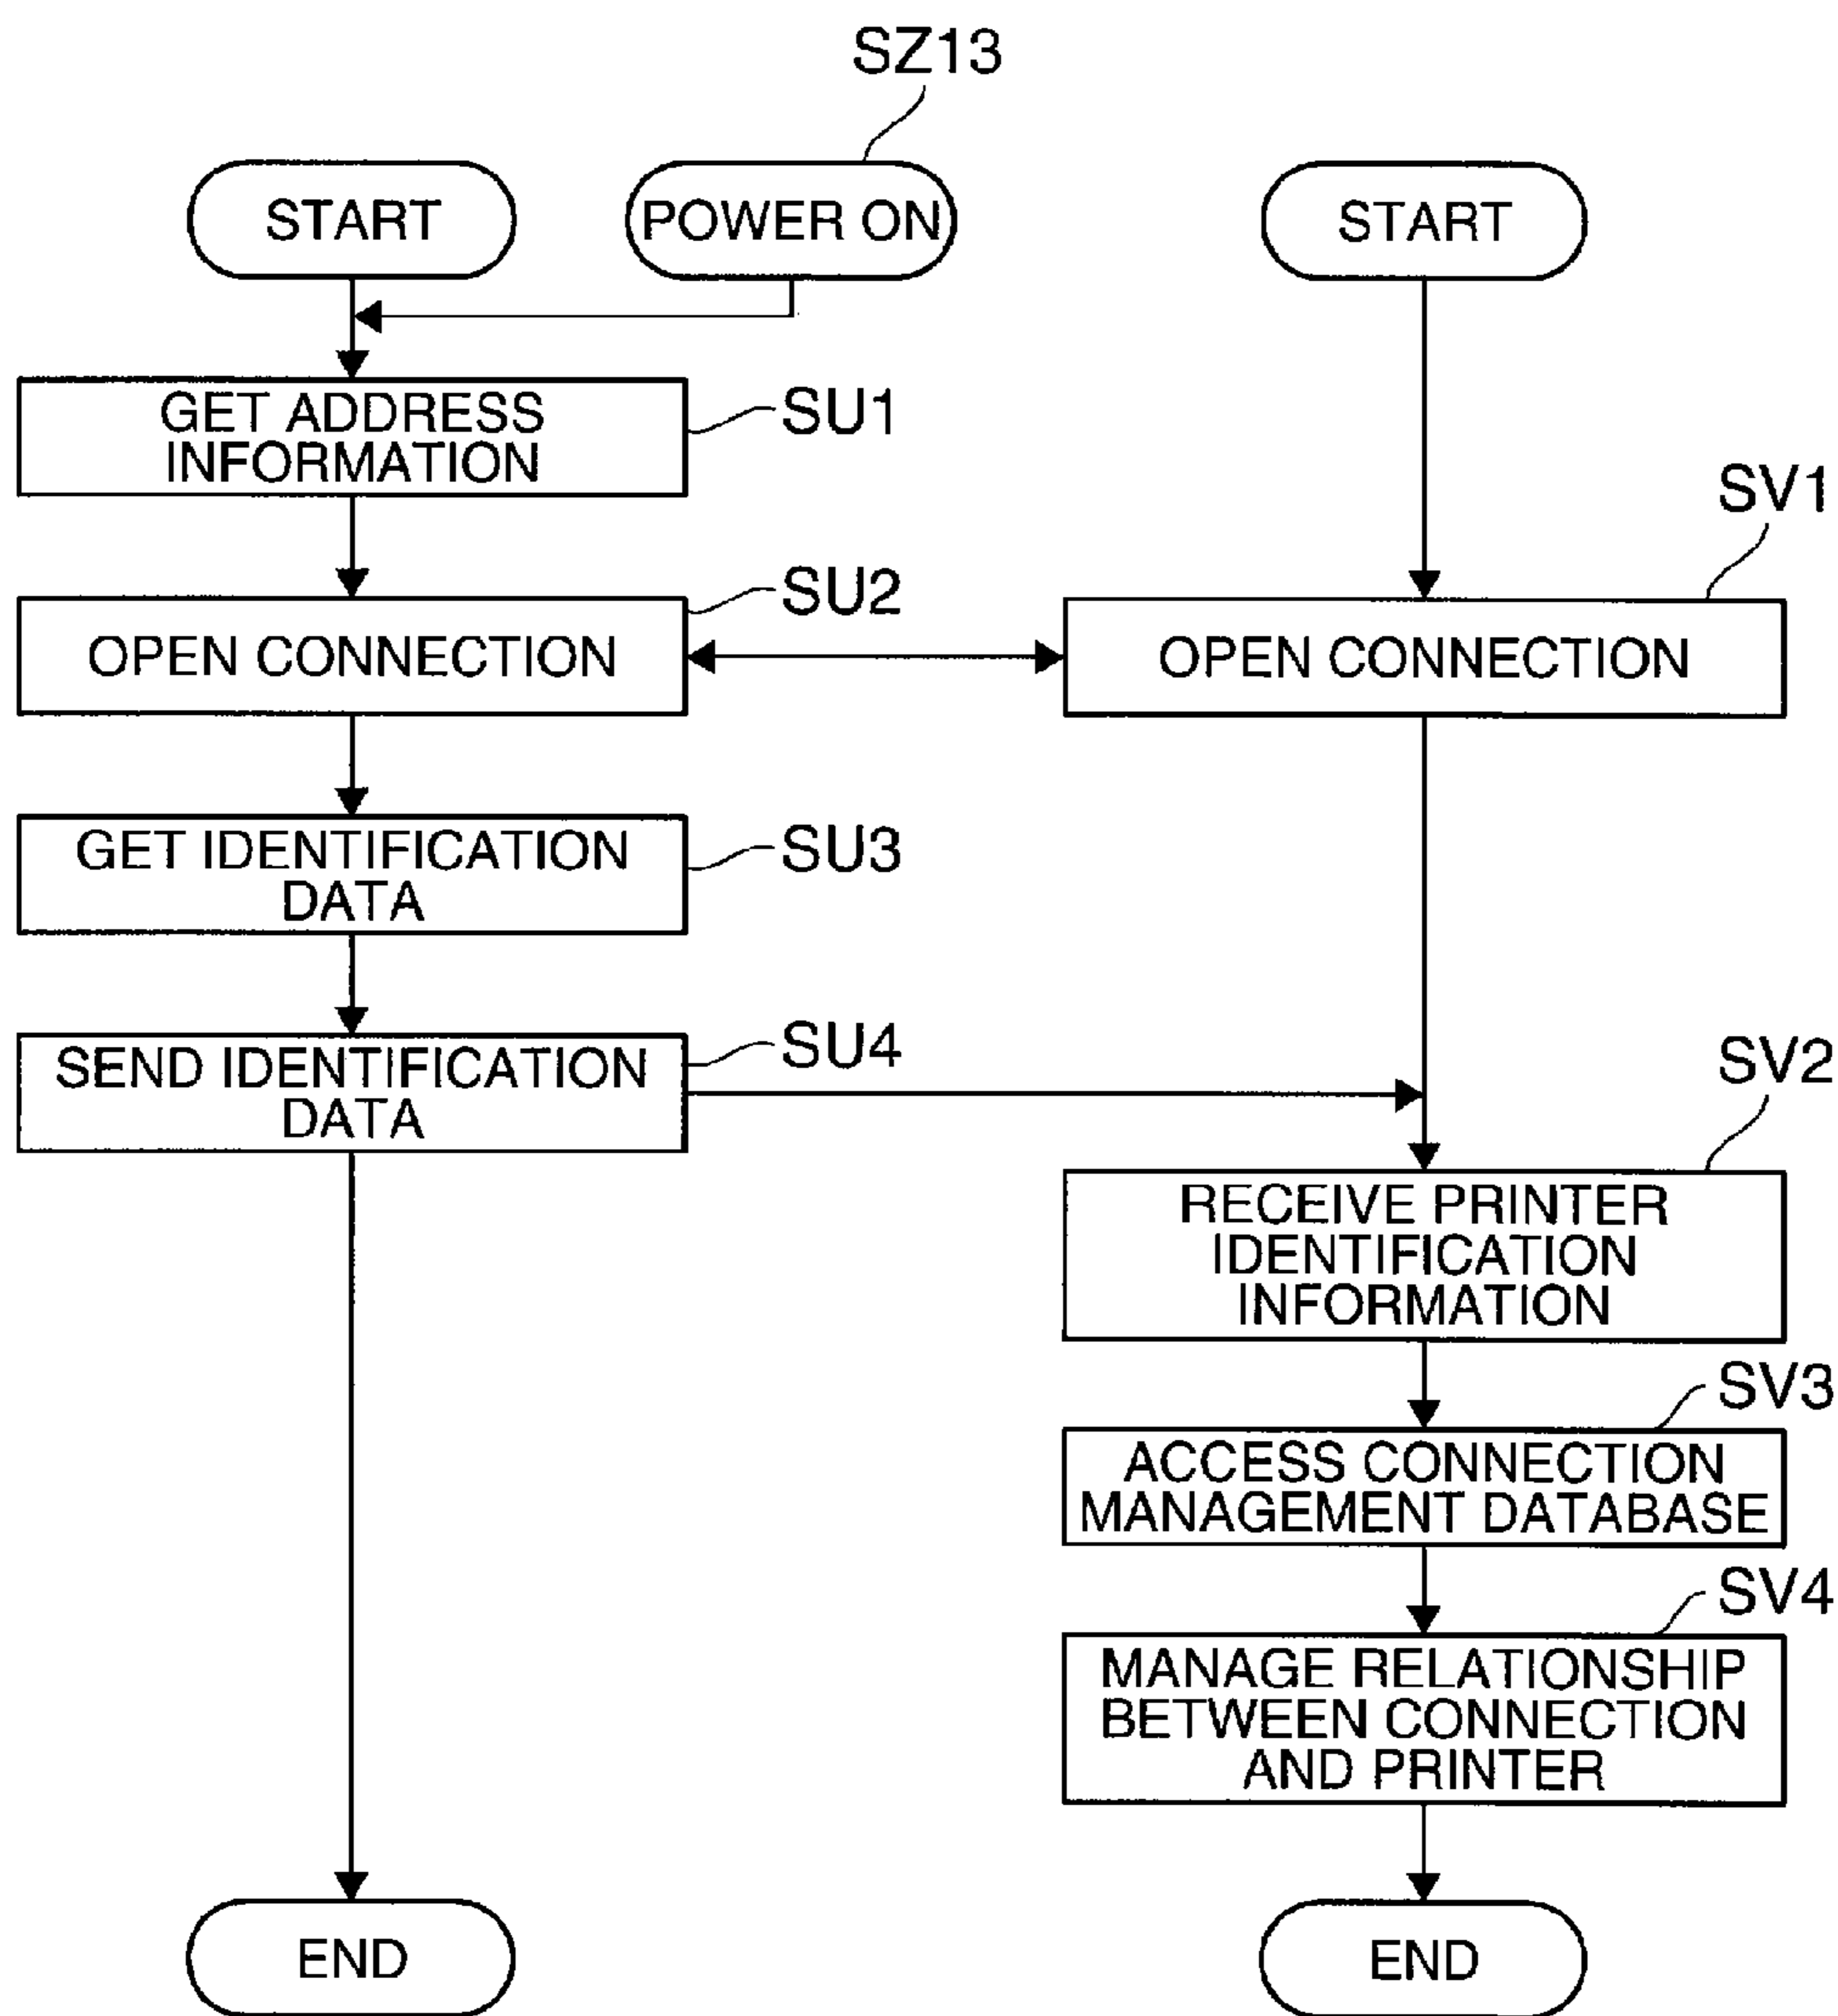 SZ13
START
POWER ON
START
GET ADDRESS
INFORMATION
SU1
SV1
SU2
OPEN CONNECTION
OPEN CONNECTION
GET IDENTIFICATION
DATA
SU3
SEND IDENTIFICATION
DATA
SU4
SV2
RECEIVE PRINTER
IDENTIFICATION
INFORMATION
SV3
ACCESS CONNECTION
MANAGEMENT DATABASE
SV4
MANAGE RELATIONSHIP
BETWEEN CONNECTION
AND PRINTER
END
END